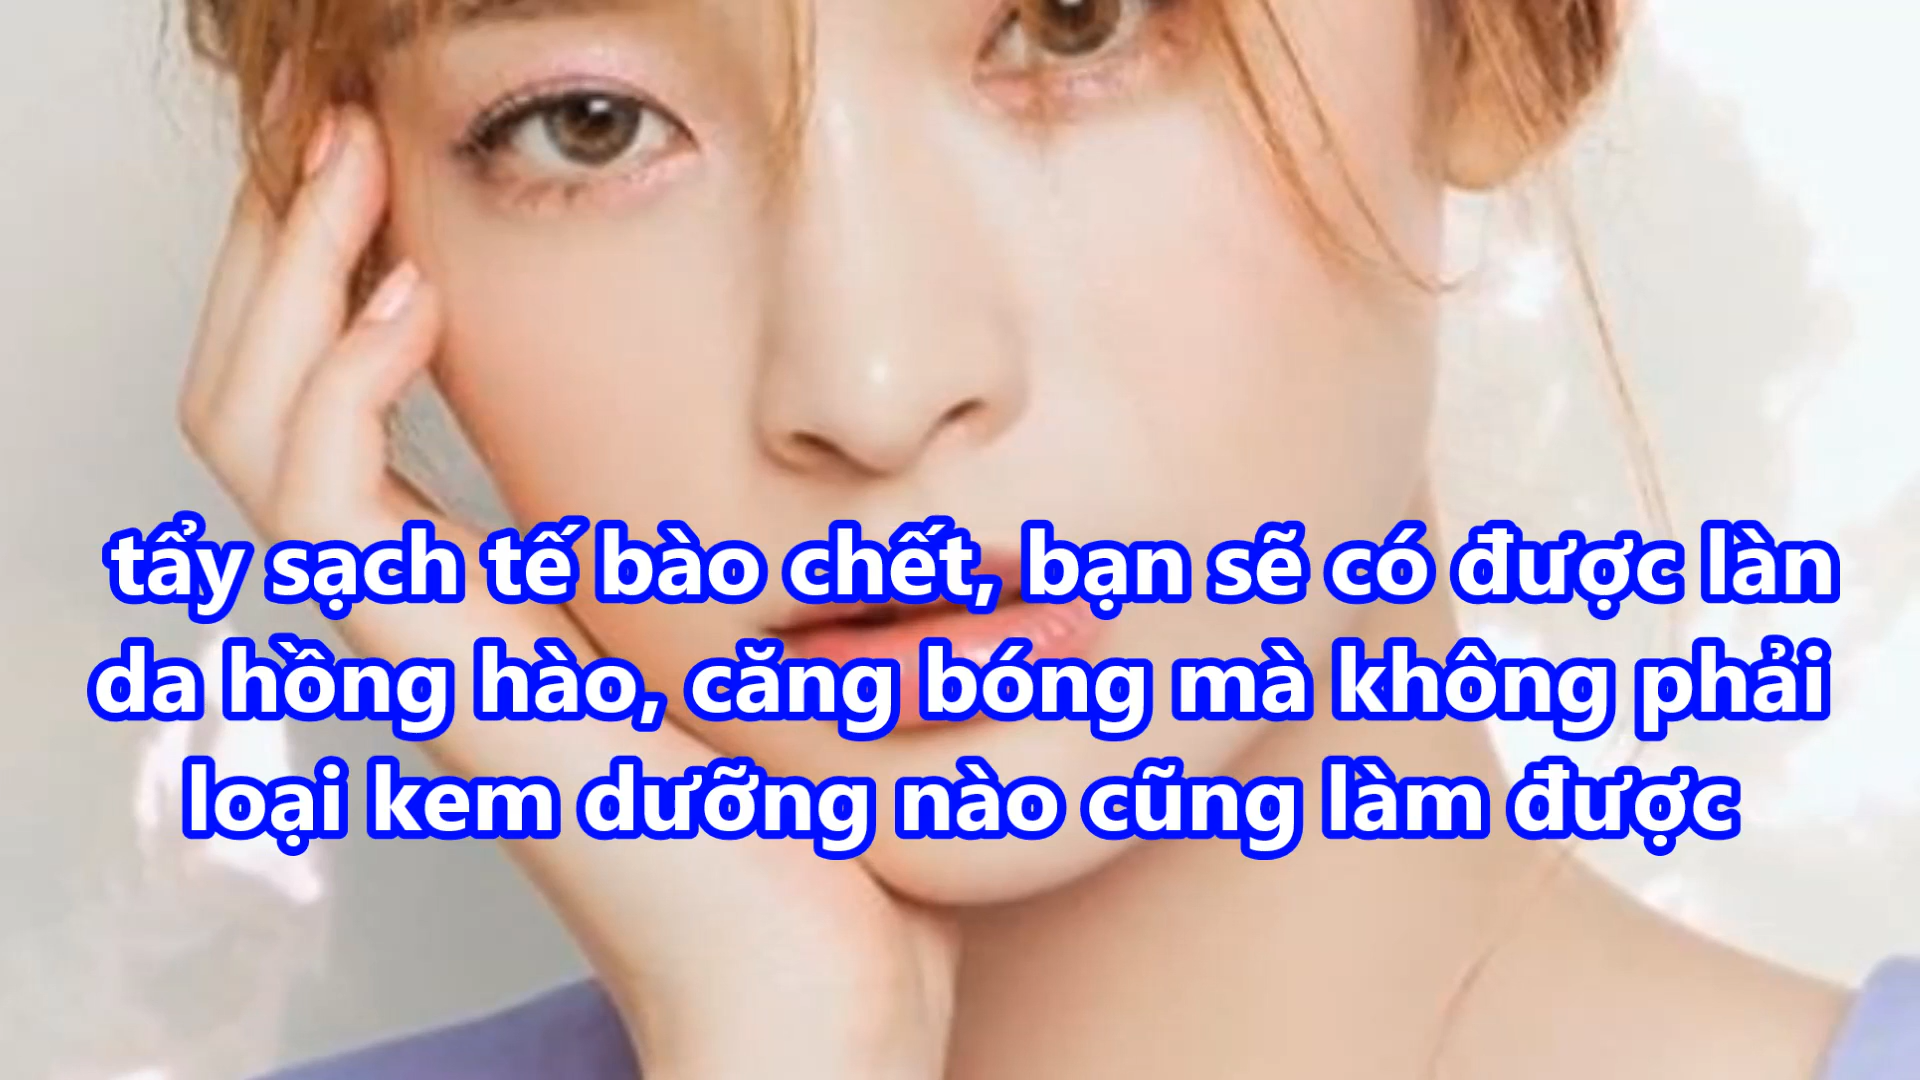 tẩy sạch tế bào chết, bạn sẽ có được làn
da hồng hào, căng bóng mà không phải
loại kem dưỡng nào cũng làm được